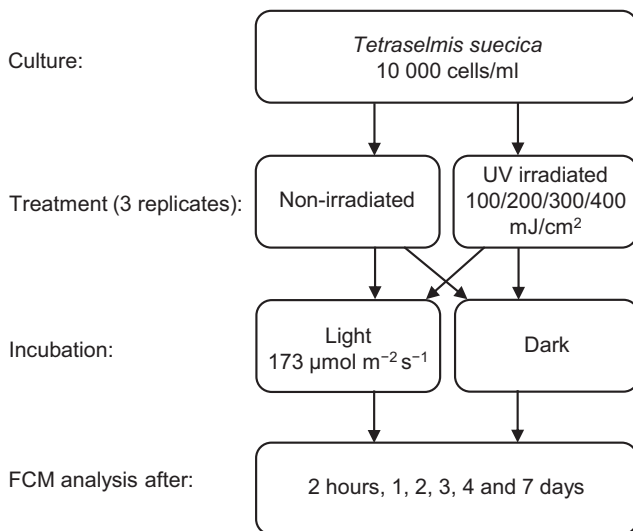 Culture:
Tetraselmis suecica
10 000 cells/ml
Treatment (3 replicates):
Non-irradiated
UV irradiated
100/200/300/400
mJ/cm²
Incubation:
Light
173 μmol m⁻² s⁻¹
Dark
FCM analysis after:
2 hours, 1, 2, 3, 4 and 7 days